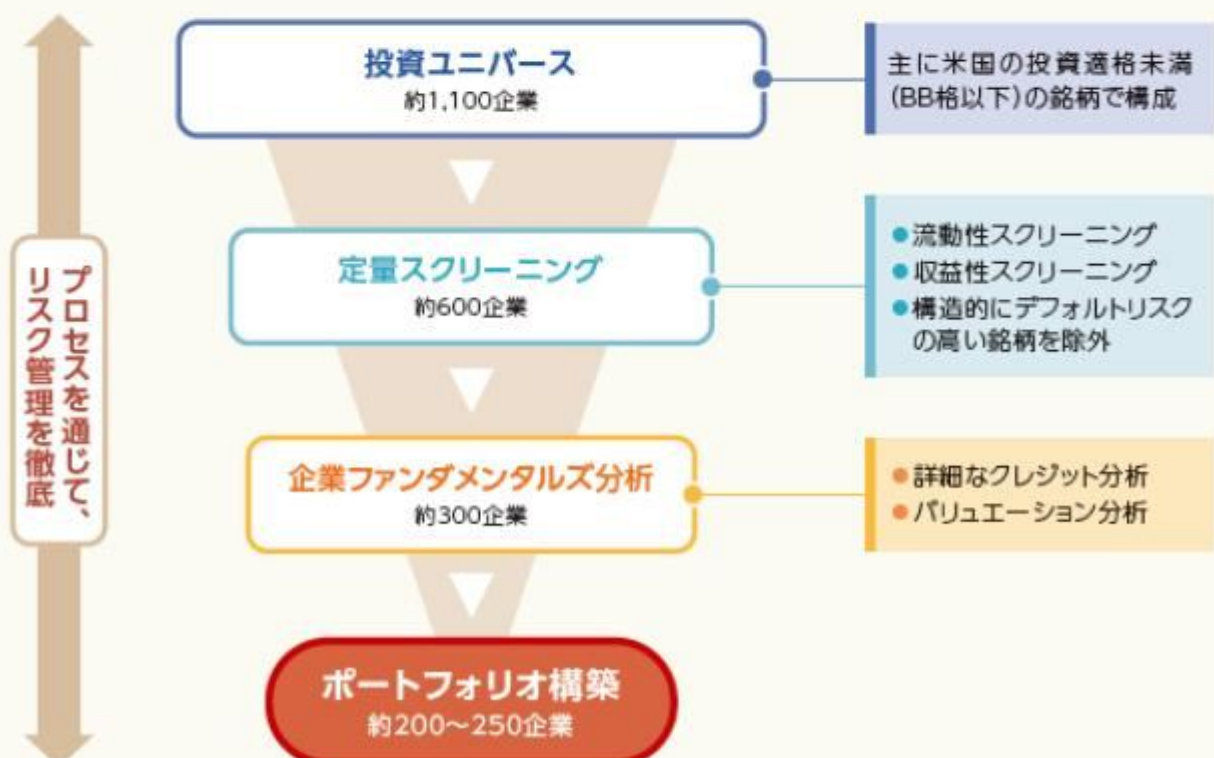 投資ユニバース
約1,100企業
主に米国の投資適格未満
(BB格以下)の銘柄で構成
定量スクリーニング
約600企業
●流動性スクリーニング
●収益性スクリーニング
●構造的にデフォルトリスク
の高い銘柄を除外
プロセスを通じて、
リスク管理を徹底
企業ファンダメンタルズ分析
約300企業
●詳細なクレジット分析
●バリュエーション分析
ポートフォリオ構築
約200~250企業